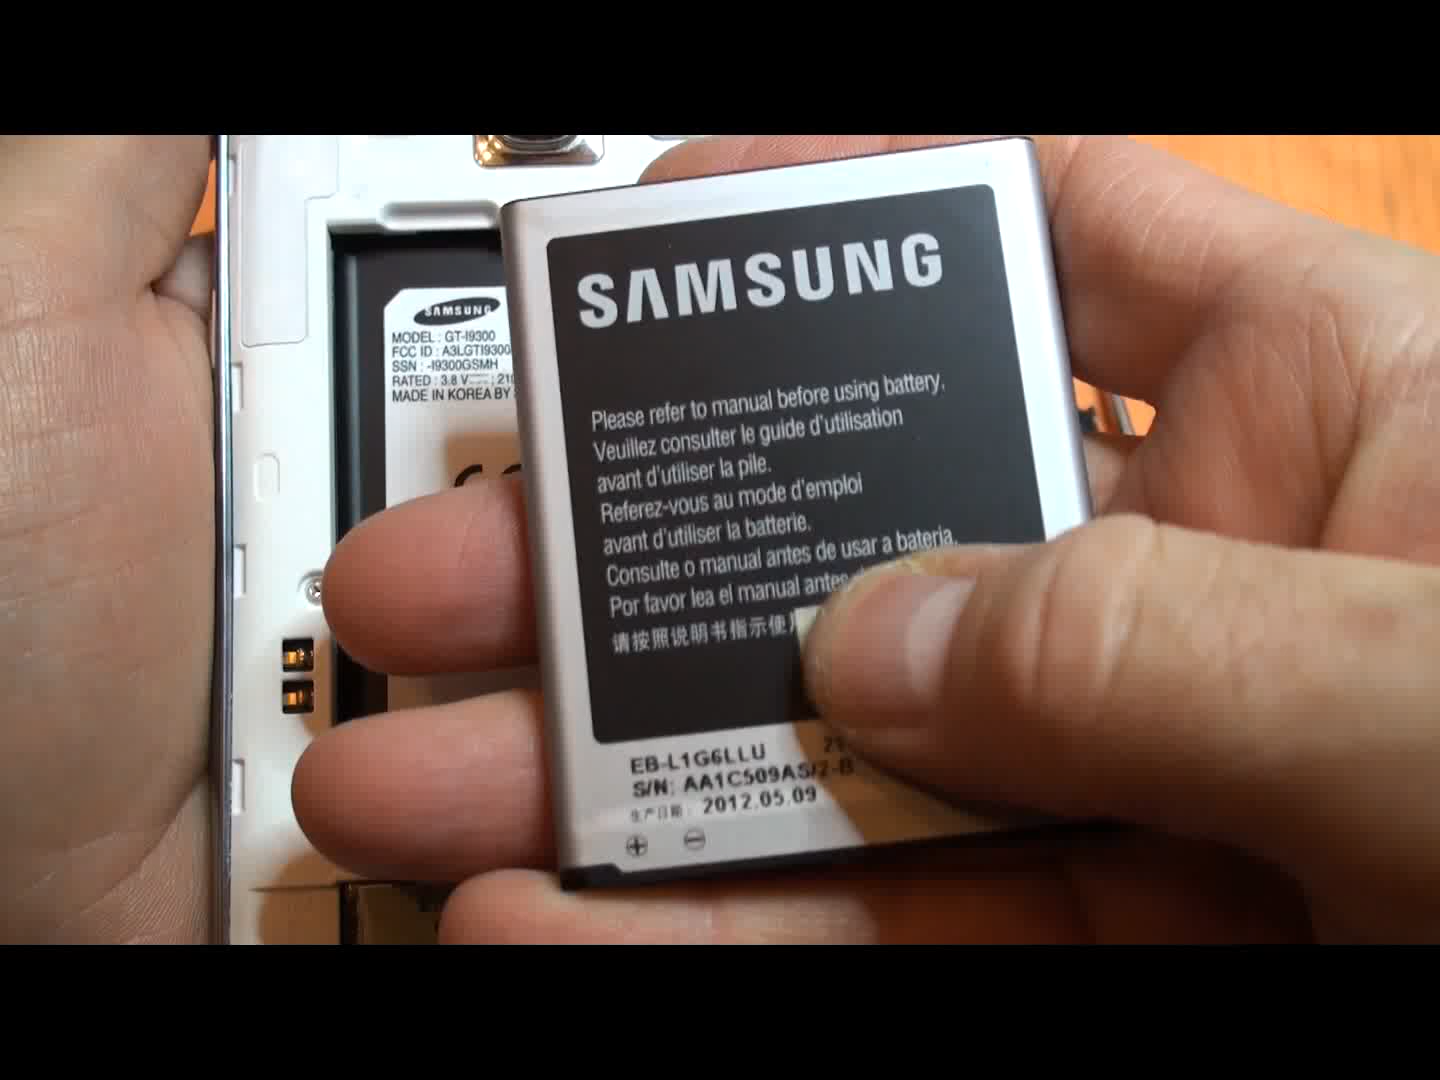 SAMSUNG
MODEL : GT-I9300
FCC ID : A3LGTI9300
SSN : -I9300GSMH
RATED : 3.8 V
MADE IN KOREA BY
SAMSUNG
Please refer to manual before using battery.
Veuillez consulter le guide d'utilisation
avant d'utiliser la pile.
Referez-vous au mode d'emploi
avant d'utiliser la batterie.
Consulte o manual antes de usar a bateria.
Por favor lea el manual antes
请按照说明书指示使
EB-L1G6LLU
S/N: AA1C509AS/2-B
生产日期: 2012.05.09